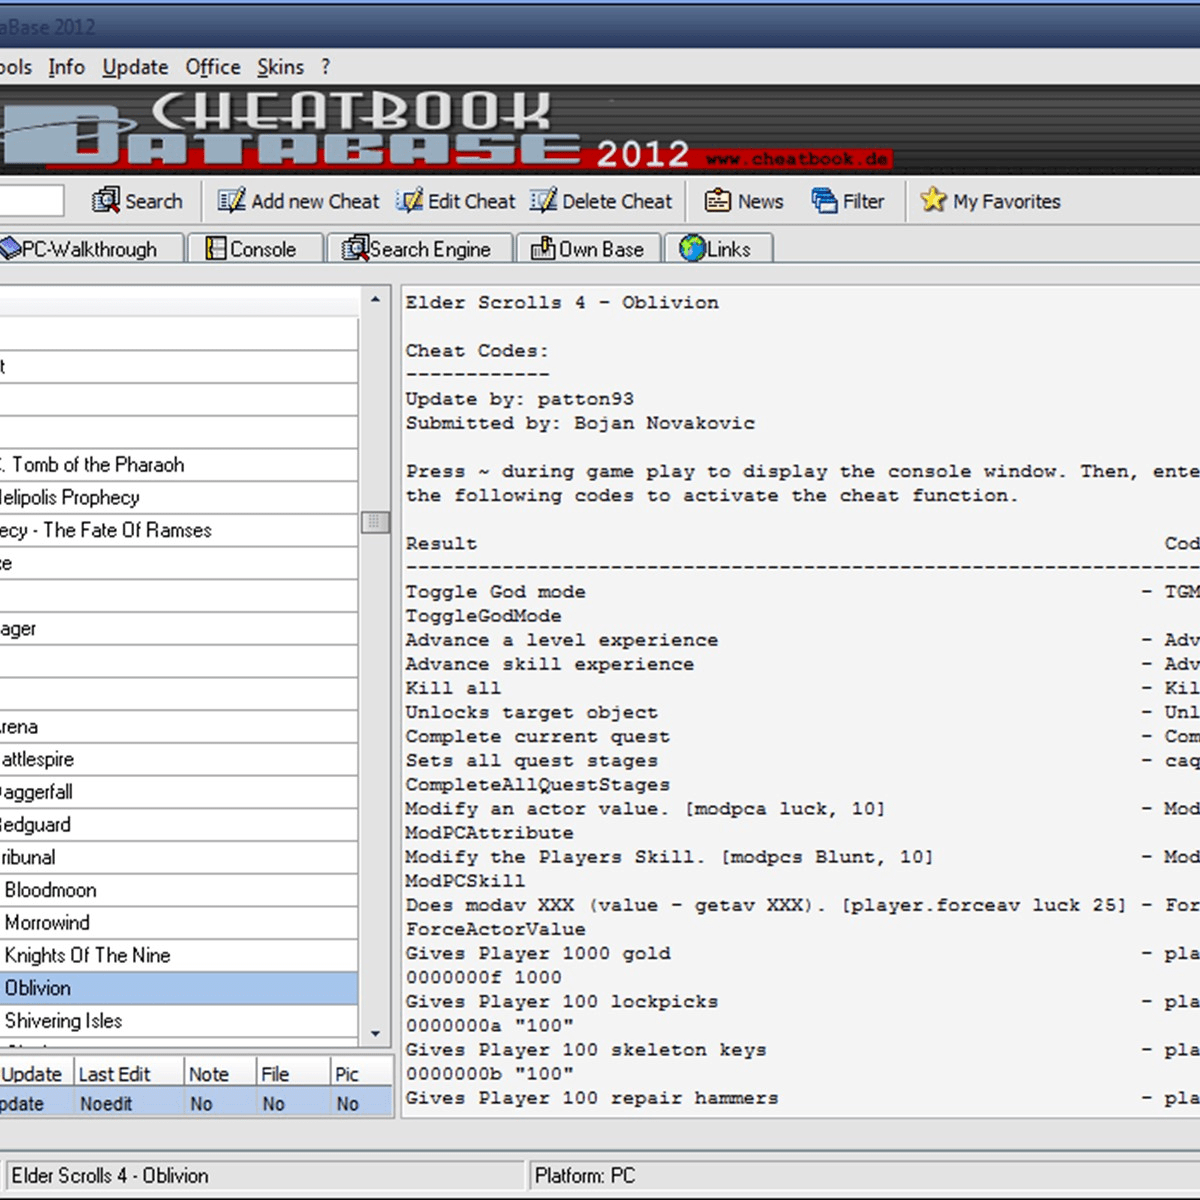 aBase 2012
ools Info Update Office Skins ?
CHEATBOOK
DATABASE 2012 www.cheatbook.de
Search Add new Cheat Edit Cheat Delete Cheat News Filter My Favorites
PC-Walkthrough Console Search Engine Own Base Links
t
. Tomb of the Pharaoh
Helipolis Prophecy
ecy - The Fate Of Ramses
ce
ager
Arena
attlespire
Daggerfall
Redguard
ribunal
Bloodmoon
Morrowind
Knights Of The Nine
Oblivion
Shivering Isles
Update Last Edit Note File Pic
pdate Noedit No No No
Elder Scrolls 4 - Oblivion
Cheat Codes:
------------
Update by: patton93
Submitted by: Bojan Novakovic
Press ~ during game play to display the console window. Then, ente
the following codes to activate the cheat function.
Result Cod
------------------------------------------------------------------
Toggle God mode - TGM
ToggleGodMode
Advance a level experience - Adv
Advance skill experience - Adv
Kill all - Kil
Unlocks target object - Unl
Complete current quest - Com
Sets all quest stages - caq
CompleteAllQuestStages
Modify an actor value. [modpca luck, 10] - Mod
ModPCAttribute
Modify the Players Skill. [modpcs Blunt, 10] - Mod
ModPCSkill
Does modav XXX (value - getav XXX). [player.forceav luck 25] - For
ForceActorValue
Gives Player 1000 gold - pla
0000000f 1000
Gives Player 100 lockpicks - pla
0000000a "100"
Gives Player 100 skeleton keys - pla
0000000b "100"
Gives Player 100 repair hammers - pla
Elder Scrolls 4 - Oblivion Platform: PC